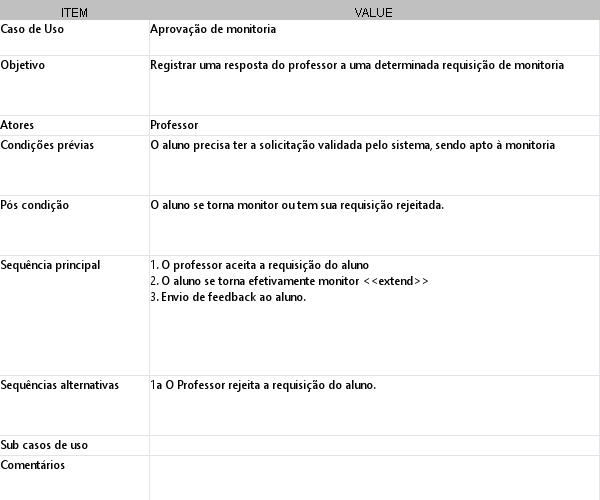 ITEM VALUE
Caso de Uso Aprovação de monitoria
Objetivo Registrar uma resposta do professor a uma determinada requisição de monitoria
Atores Professor
Condições prévias O aluno precisa ter a solicitação validada pelo sistema, sendo apto à monitoria
Pós condição O aluno se torna monitor ou tem sua requisição rejeitada.
Sequência principal 1. O professor aceita a requisição do aluno
2. O aluno se torna efetivamente monitor <<extend>>
3. Envio de feedback ao aluno.
Sequências alternativas 1a O Professor rejeita a requisição do aluno.
Sub casos de uso
Comentários